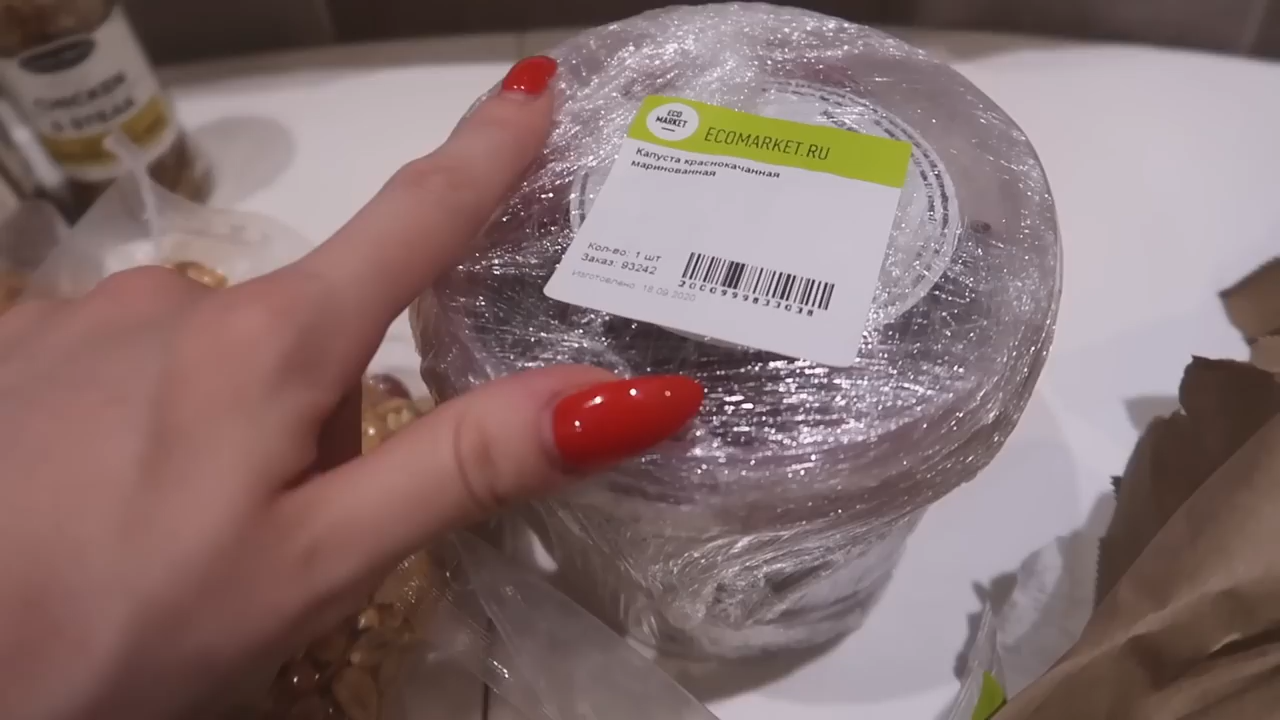 ECO
MARKET
ECOMARKET.RU
Капуста краснокачанная
маринованная
Кол-во: 1 шт
Заказ: 93242
Изготовлено: 18.09.2020
2000999833038